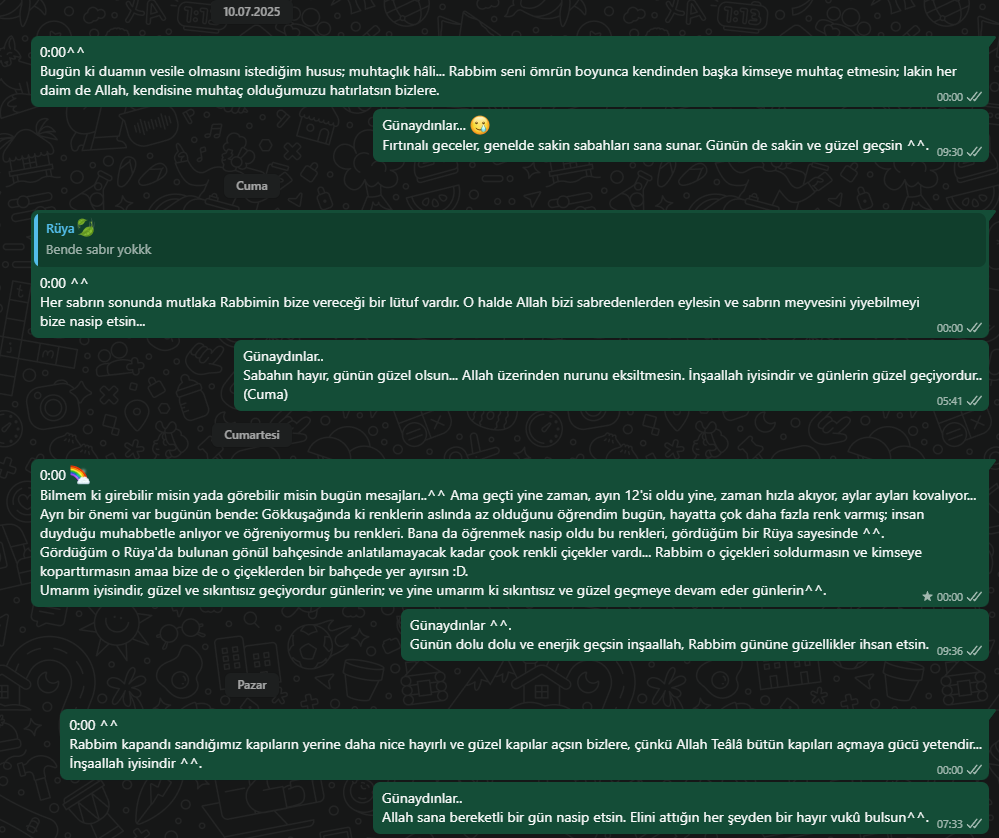 10.07.2025
0:00^^
Bugün ki duamın vesile olmasını istediğim husus; muhtaçlık hâli... Rabbim seni ömrün boyunca kendinden başka kimseye muhtaç etmesin; lakin her
daim de Allah, kendisine muhtaç olduğumuzu hatırlatsın bizlere.
00:00
Günaydınlar... 🥲
Fırtınalı geceler, genelde sakin sabahları sana sunar. Günün de sakin ve güzel geçsin ^^.
09:30
Cuma
Rüya🍃
Bende sabır yokkk
0:00 ^^
Her sabrın sonunda mutlaka Rabbimin bize vereceği bir lütuf vardır. O halde Allah bizi sabredenlerden eylesin ve sabrın meyvesini yiyebilmeyi
bize nasip etsin...
00:00
Günaydınlar..
Sabahın hayır, günün güzel olsun... Allah üzerinden nurunu eksiltmesin. İnşaallah iyisindir ve günlerin güzel geçiyordur..
(Cuma)
05:41
Cumartesi
0:00 🌈
Bilmem ki girebilir misin yada görebilir misin bugün mesajları..^^ Ama geçti yine zaman, ayın 12'si oldu yine, zaman hızla akıyor, aylar ayları kovalıyor...
Ayrı bir önemi var bugünün bende: Gökkuşağında ki renklerin aslında az olduğunu öğrendim bugün, hayatta çok daha fazla renk varmış; insan
duyduğu muhabbetle anlıyor ve öğreniyormuş bu renkleri. Bana da öğrenmek nasip oldu bu renkleri, gördüğüm bir Rüya sayesinde ^^.
Gördüğüm o Rüya'da bulunan gönül bahçesinde anlatılamayacak kadar çook renkli çiçekler vardı... Rabbim o çiçekleri soldurmasın ve kimseye
koparttırmasın amaa bize de o çiçeklerden bir bahçede yer ayırsın :D.
Umarım iyisindir, güzel ve sıkıntısız geçiyordur günlerin; ve yine umarım ki sıkıntısız ve güzel geçmeye devam eder günlerin^^.
★ 00:00
Günaydınlar ^^.
Günün dolu dolu ve enerjik geçsin inşaallah, Rabbim gününe güzellikler ihsan etsin.
09:36
Pazar
0:00 ^^
Rabbim kapandı sandığımız kapıların yerine daha nice hayırlı ve güzel kapılar açsın bizlere, çünkü Allah Teâlâ bütün kapıları açmaya gücü yetendir...
İnşaallah iyisindir ^^.
00:00
Günaydınlar..
Allah sana bereketli bir gün nasip etsin. Elini attığın her şeyden bir hayır vukû bulsun^^.
07:33